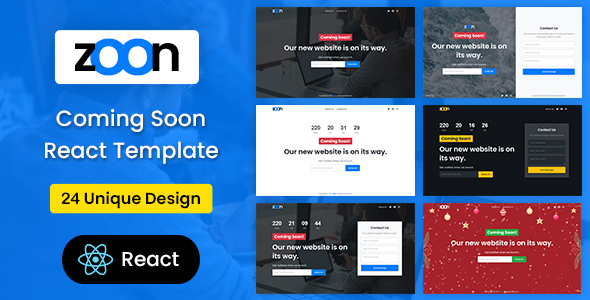 zoon
Coming Soon
React Template
24 Unique Design
React
Coming Soon!
Our new website is on its way.
Coming Soon!
Our new website is on its way.
Contact Us
220 20 31 29
Coming Soon!
Our new website is on its way.
220 20 16 26
Coming Soon!
Our new website is on its way.
Contact Us
220 21 09 44
Coming Soon!
Our new website is on its way.
Contact Us
Coming Soon!
Our new website is on its way.